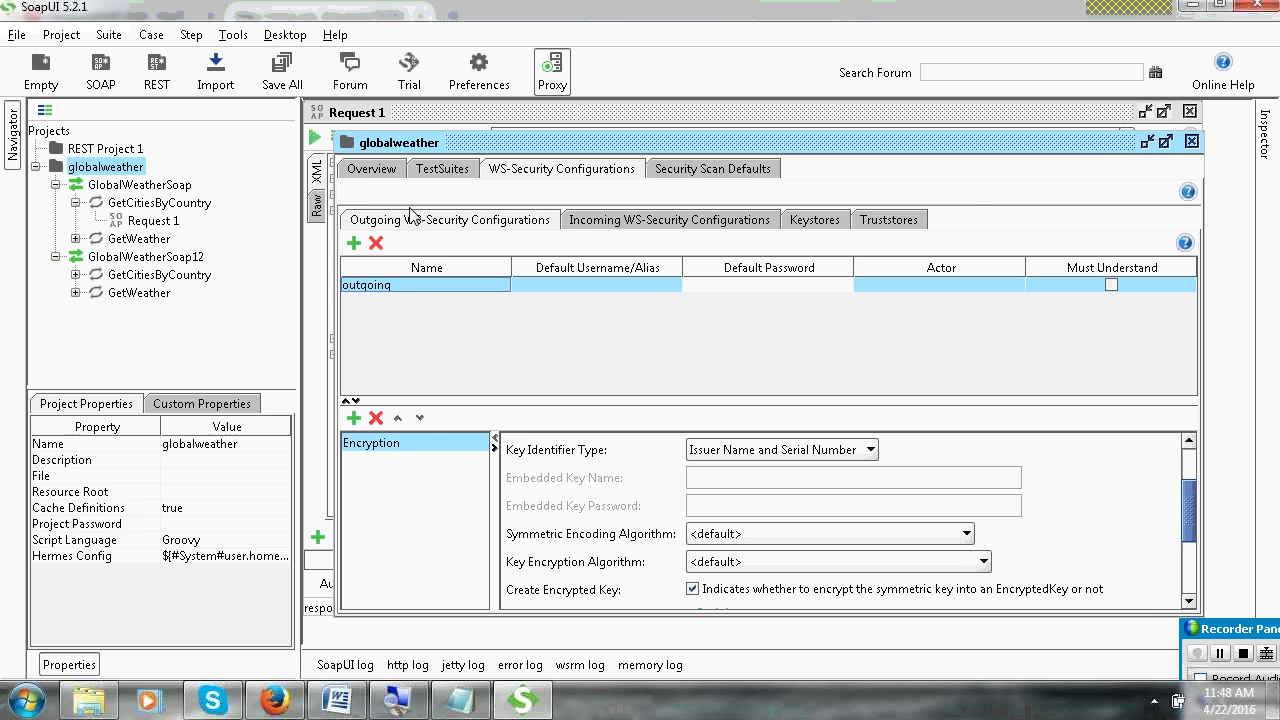 SoapUI 5.2.1
File Project Suite Case Step Tools Desktop Help
Empty SOAP REST Import Save All Forum Trial Preferences Proxy Search Forum Online Help
Navigator
Projects
REST Project 1
globalweather
GlobalWeatherSoap
GetCitiesByCountry
SOAP Request 1
GetWeather
GlobalWeatherSoap12
GetCitiesByCountry
GetWeather
Project Properties Custom Properties
Property Value
Name globalweather
Description
File
Resource Root
Cache Definitions true
Project Password
Script Language Groovy
Hermes Config ${#System#user.home...
Properties
SOAP Request 1
XML
Raw
Inspector
globalweather
Overview TestSuites WS-Security Configurations Security Scan Defaults
Outgoing WS-Security Configurations Incoming WS-Security Configurations Keystores Truststores
Name Default Username/Alias Default Password Actor Must Understand
outgoing
Encryption
Key Identifier Type: Issuer Name and Serial Number
Embedded Key Name:
Embedded Key Password:
Symmetric Encoding Algorithm: <default>
Key Encryption Algorithm: <default>
Create Encrypted Key: Indicates whether to encrypt the symmetric key into an EncryptedKey or not
Au
respo
SoapUI log http log jetty log error log wsrm log memory log
Recorder Pan
Record Audi
11:48 AM
4/22/2016